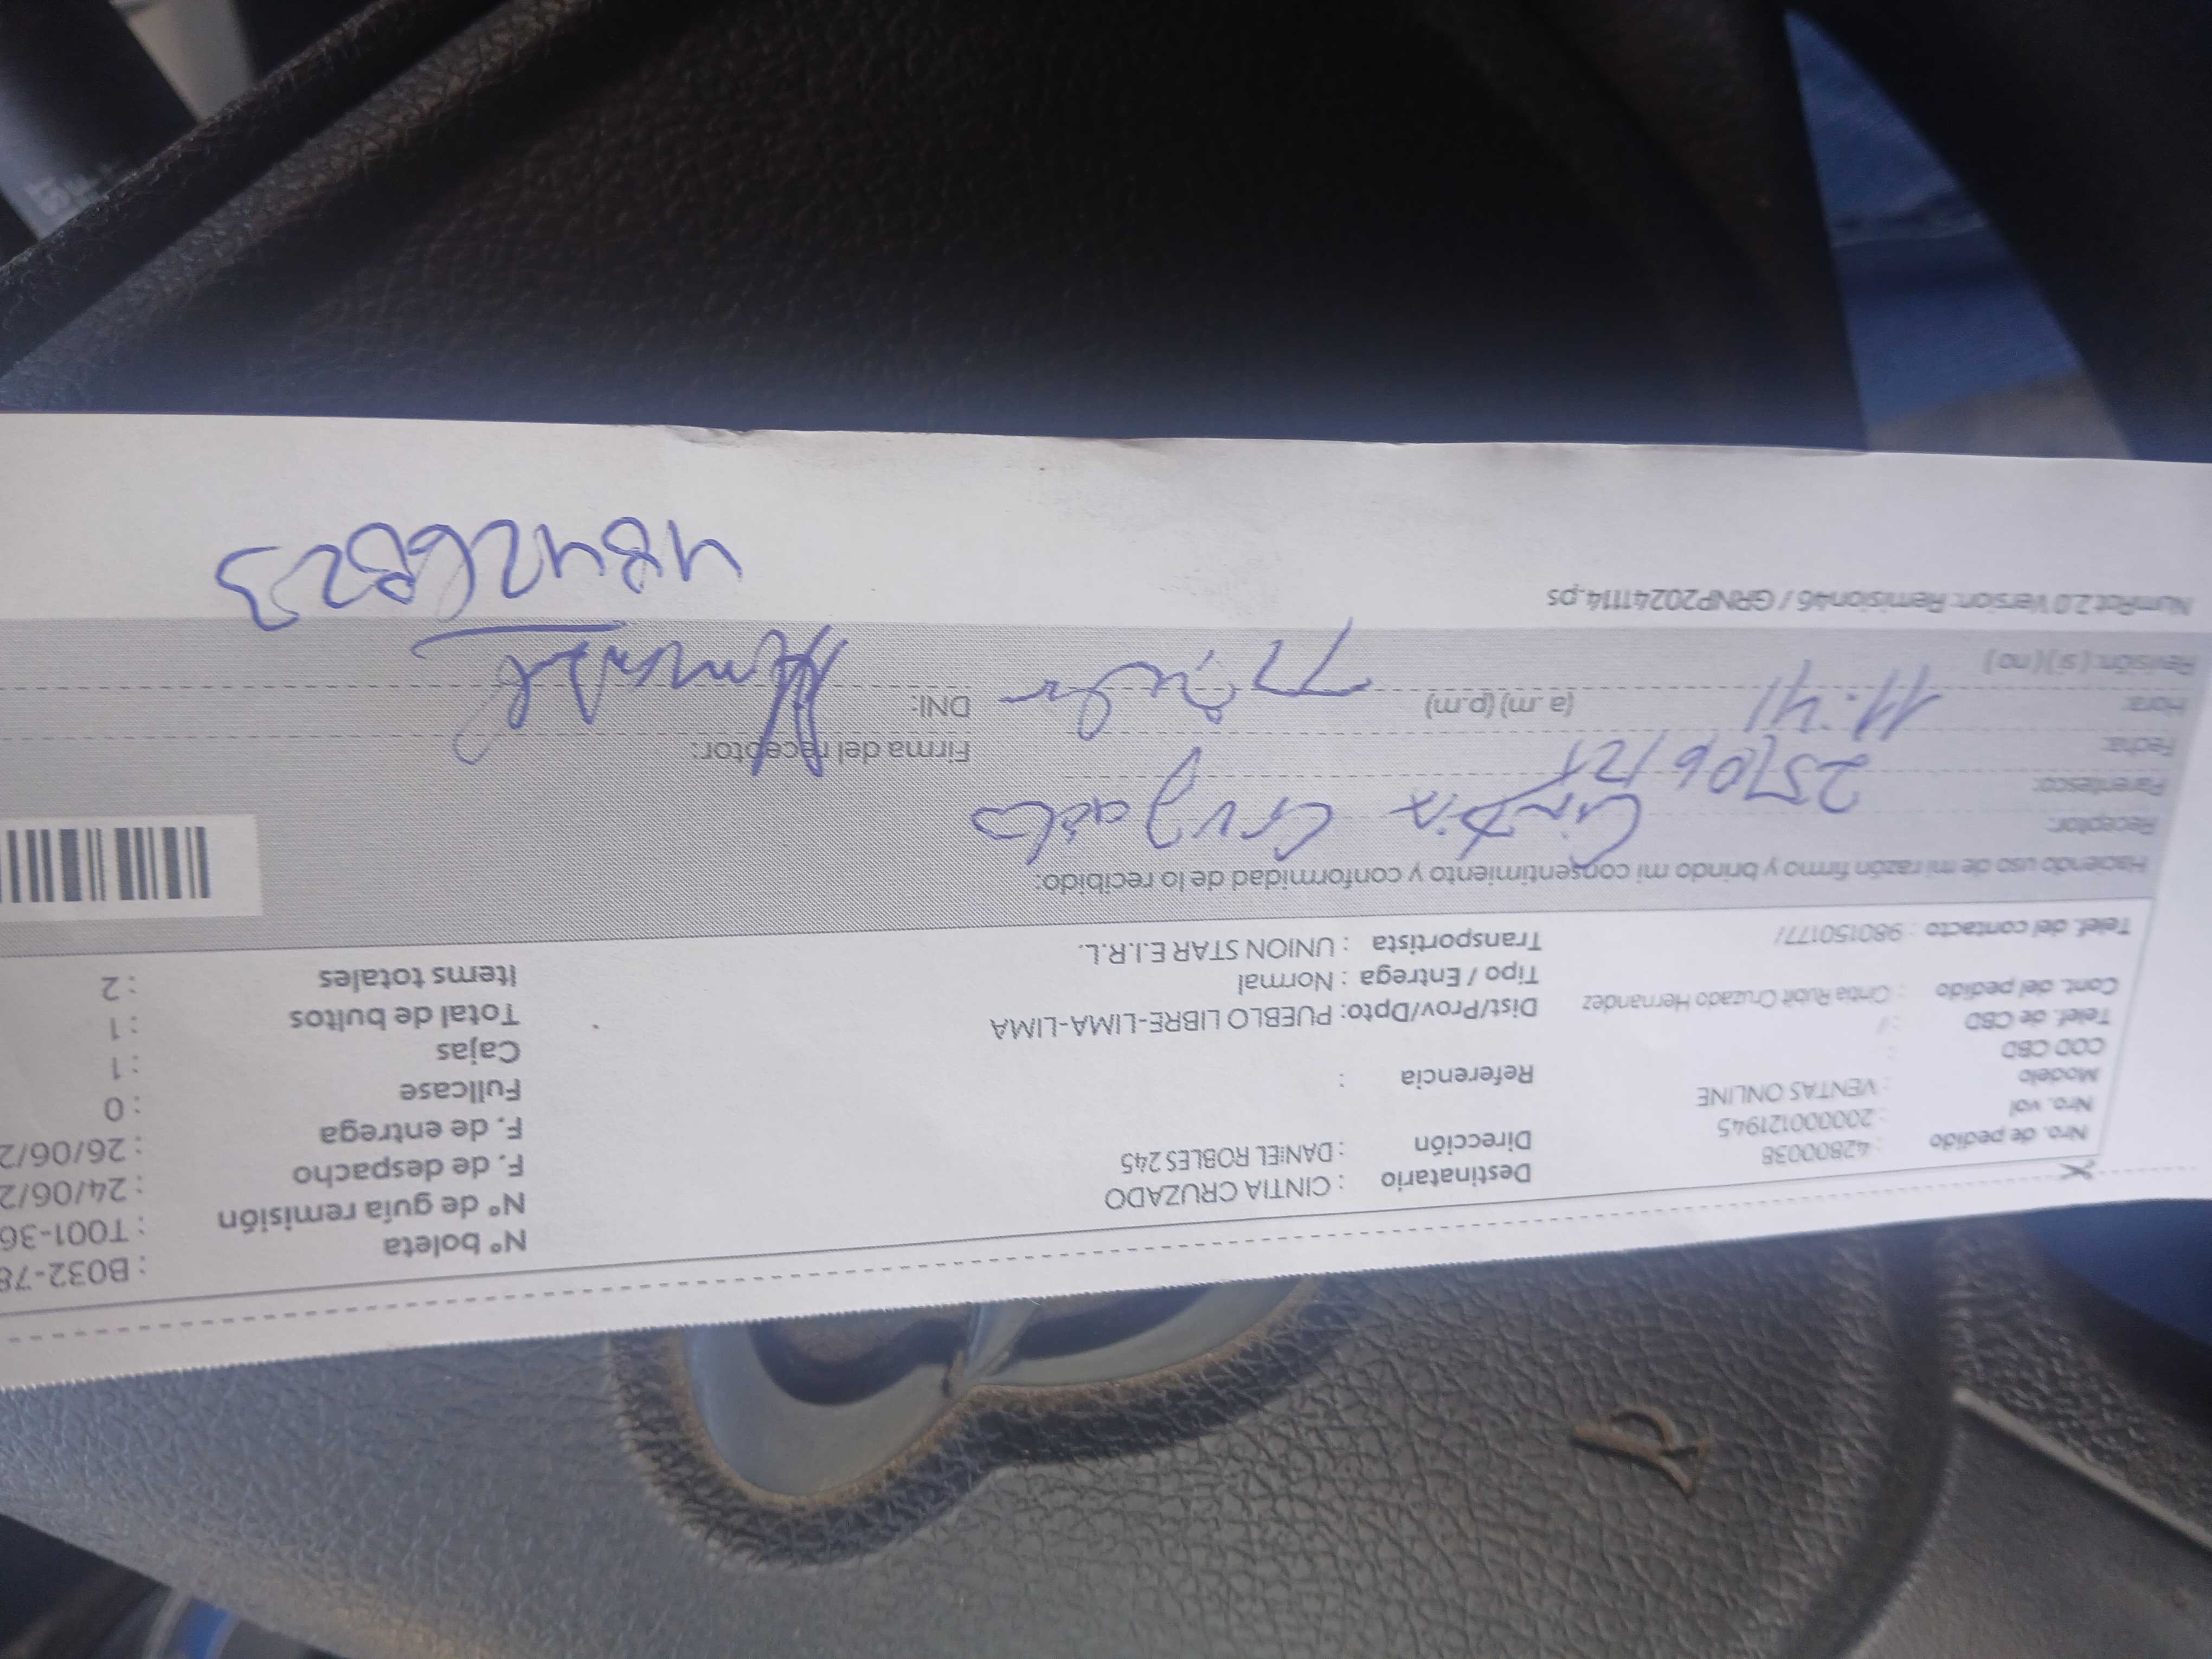 Nro. de pedido : 42800038
Nro. vol : 20000121945
Modelo : VENTAS ONLINE
COD CBD :
Telef. de CBD : /
Cont. del pedido : Cintia Rubit Cruzado Hernandez
Telef. del contacto : 980150177/
Destinatario : CINTIA CRUZADO
Dirección : DANIEL ROBLES 245
Referencia :
Dist/Prov/Dpto: PUEBLO LIBRE-LIMA-LIMA
Tipo / Entrega : Normal
Transportista : UNION STAR E.I.R.L.
N° boleta : B032-78
N° de guía remisión : T001-36
F. de despacho : 24/06/2
F. de entrega : 26/06/2
Fullcase : 0
Cajas : 1
Total de bultos : 1
Items totales : 2
Haciendo uso de mi razón firmo y brindo mi consentimiento y conformidad de lo recibido:
Receptor: Cintia Cruzado
Parentesco:
Fecha: 25/06/
Hora: 11:41 (a.m) (p.m)
Revisión: (si) (no)
Firma del receptor:
DNI:
48426823
NumRot 2.0 Version: Remision46 / GRNP20241114.ps